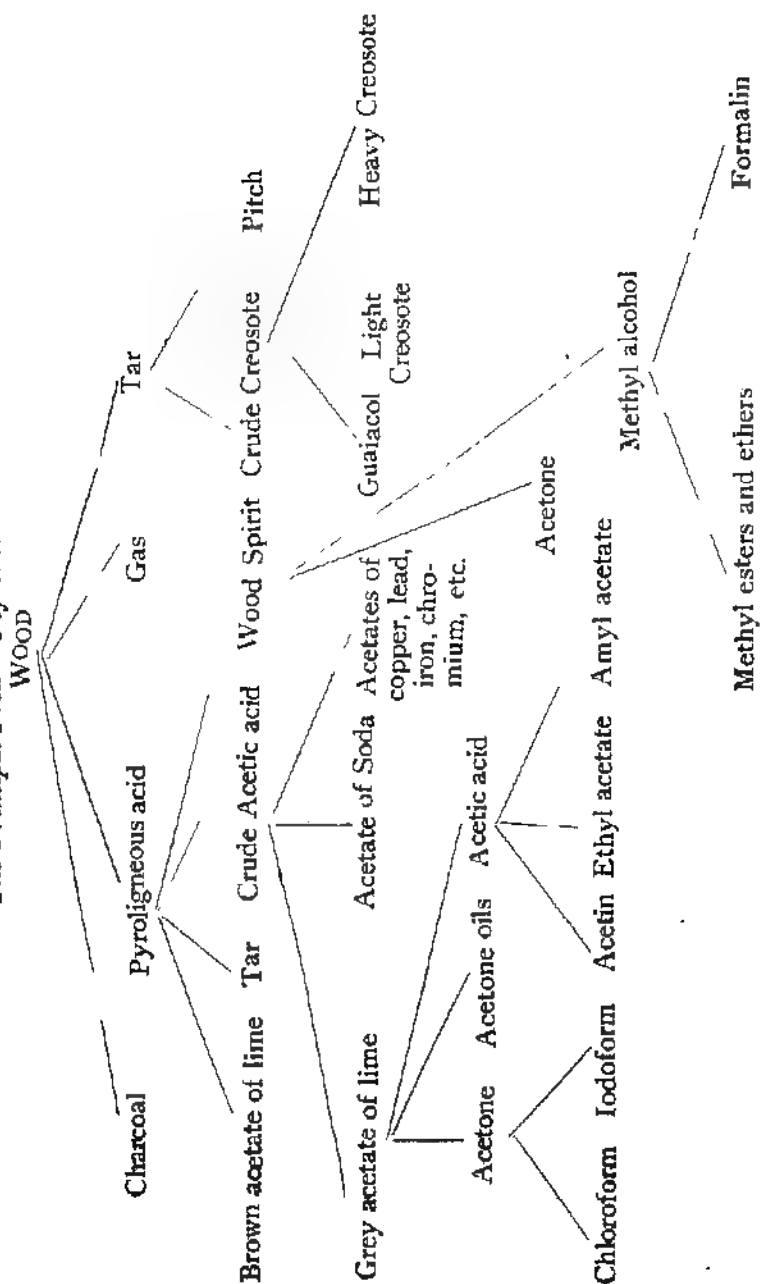 WOOD
Charcoal Pyroligneous acid Gas Tar
Brown acetate of lime Tar Crude Acetic acid Wood Spirit Crude Creosote Pitch
Grey acetate of lime Acetate of Soda Acetates of
copper, lead,
iron, chro-
mium, etc.
Guaiacol Light
Creosote
Heavy Creosote
Acetone Acetone oils Acetic acid Acetone
Chloroform Iodoform Acetin Ethyl acetate Amyl acetate Methyl alcohol
Methyl esters and ethers Formalin